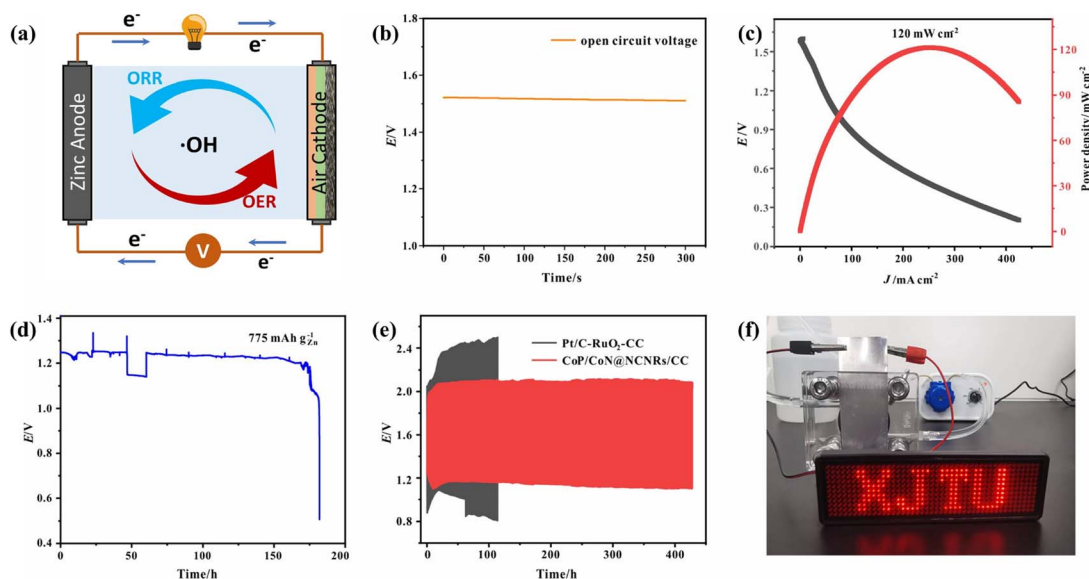 (a)
e⁻
e⁻
Zinc Anode
ORR
·OH
OER
Air Cathode
e⁻
V
e⁻
(b)
open circuit voltage
E/V
1.8
1.6
1.4
1.2
1.0
0
50
100
150
200
250
300
Time/s
(c)
120 mW cm⁻²
E/V
1.5
1.2
0.9
0.6
0.3
0.0
0
100
200
300
400
J/mA cm⁻²
120
90
60
30
0
Power density/mW cm⁻²
(d)
775 mAh g⁻¹Zn
E/V
1.4
1.2
1.0
0.8
0.6
0.4
0
50
100
150
200
Time/h
(e)
Pt/C-RuO₂-CC
CoP/CoN@NCNRs/CC
E/V
2.4
2.0
1.6
1.2
0.8
0
100
200
300
400
Time/h
(f)
XJTU